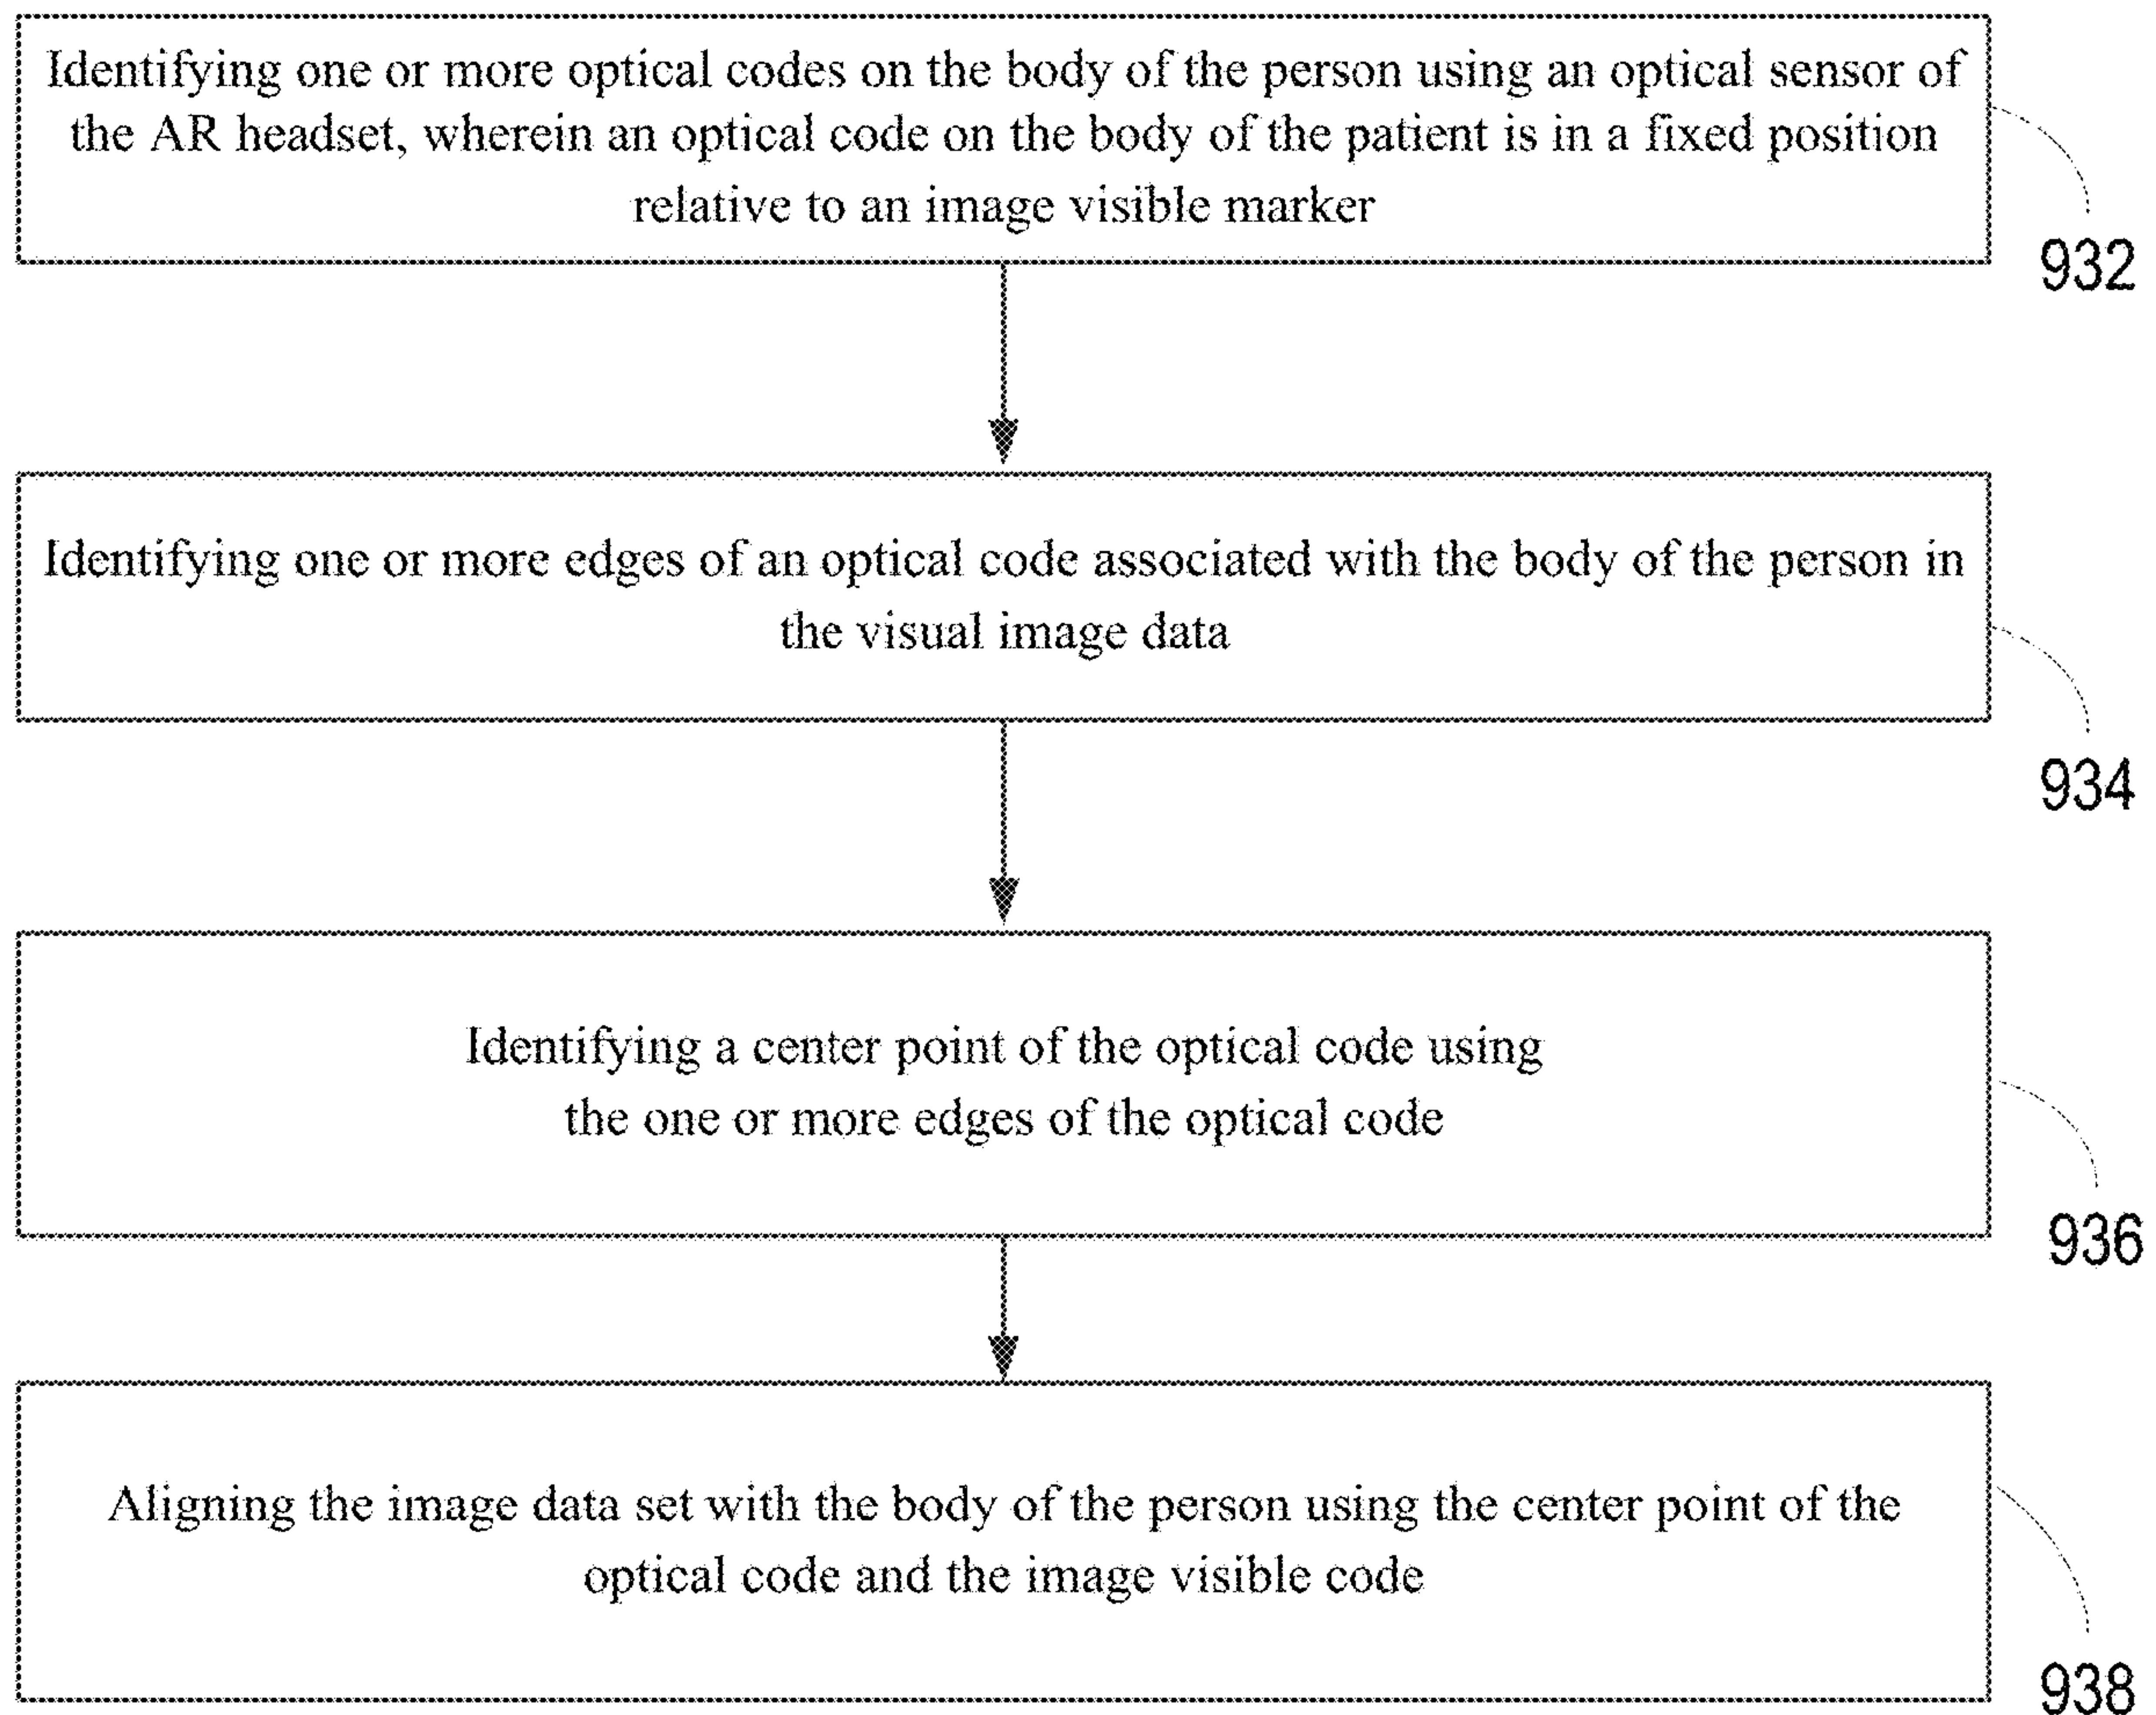 Identifying one or more optical codes on the body of the person using an optical sensor of
the AR headset, wherein an optical code on the body of the patient is in a fixed position
relative to an image visible marker
932
Identifying one or more edges of an optical code associated with the body of the person in
the visual image data
934
Identifying a center point of the optical code using
the one or more edges of the optical code
936
Aligning the image data set with the body of the person using the center point of the
optical code and the image visible code
938